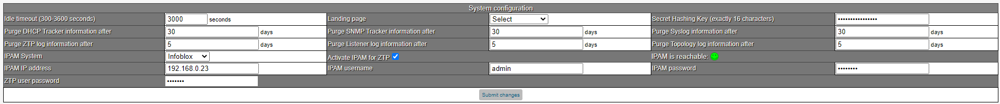 System configuration
Idle timeout (300-3600 seconds) 3000 seconds Landing page Select Secret Hashing Key (exactly 16 characters) ••••••••••••••••
Purge DHCP Tracker information after 30 days Purge SNMP Tracker information after 30 days Purge Syslog information after 30 days
Purge ZTP log information after 5 days Purge Listener log information after 5 days Purge Topology log information after 5 days
IPAM System Infoblox Activate IPAM for ZTP IPAM is reachable:
IPAM IP address 192.168.0.23 IPAM username admin IPAM password ••••••••
ZTP user password •••••••
Submit changes